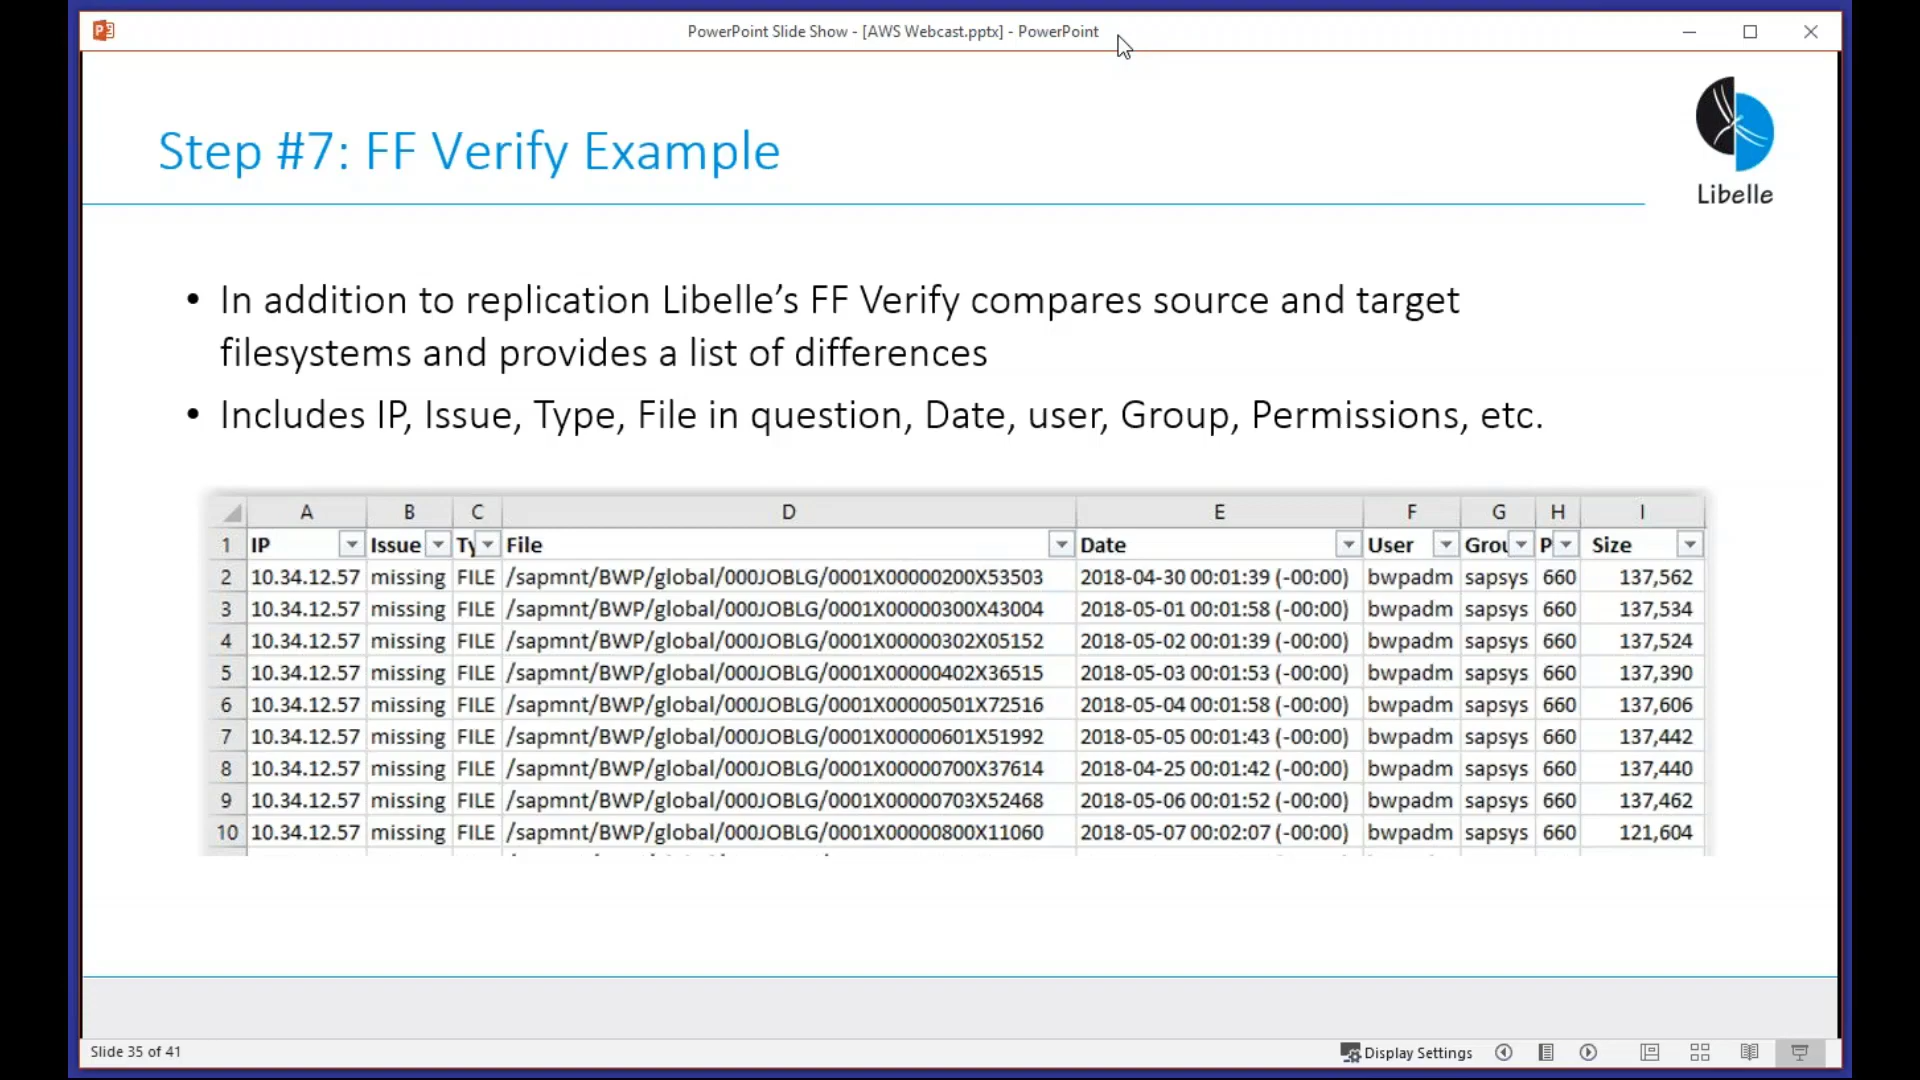 PowerPoint Slide Show - [AWS Webcast.pptx] - PowerPoint
Step #7: FF Verify Example
Libelle
• In addition to replication Libelle’s FF Verify compares source and target
filesystems and provides a list of differences
• Includes IP, Issue, Type, File in question, Date, user, Group, Permissions, etc.
A B C D E F G H I
1 IP Issue Ty File Date User Grou P Size
2 10.34.12.57 missing FILE /sapmnt/BWP/global/000JOBLG/0001X00000200X53503 2018-04-30 00:01:39 (-00:00) bwpadm sapsys 660 137,562
3 10.34.12.57 missing FILE /sapmnt/BWP/global/000JOBLG/0001X00000300X43004 2018-05-01 00:01:58 (-00:00) bwpadm sapsys 660 137,534
4 10.34.12.57 missing FILE /sapmnt/BWP/global/000JOBLG/0001X00000302X05152 2018-05-02 00:01:39 (-00:00) bwpadm sapsys 660 137,524
5 10.34.12.57 missing FILE /sapmnt/BWP/global/000JOBLG/0001X00000402X36515 2018-05-03 00:01:53 (-00:00) bwpadm sapsys 660 137,390
6 10.34.12.57 missing FILE /sapmnt/BWP/global/000JOBLG/0001X00000501X72516 2018-05-04 00:01:58 (-00:00) bwpadm sapsys 660 137,606
7 10.34.12.57 missing FILE /sapmnt/BWP/global/000JOBLG/0001X00000601X51992 2018-05-05 00:01:43 (-00:00) bwpadm sapsys 660 137,442
8 10.34.12.57 missing FILE /sapmnt/BWP/global/000JOBLG/0001X00000700X37614 2018-04-25 00:01:42 (-00:00) bwpadm sapsys 660 137,440
9 10.34.12.57 missing FILE /sapmnt/BWP/global/000JOBLG/0001X00000703X52468 2018-05-06 00:01:52 (-00:00) bwpadm sapsys 660 137,462
10 10.34.12.57 missing FILE /sapmnt/BWP/global/000JOBLG/0001X00000800X11060 2018-05-07 00:02:07 (-00:00) bwpadm sapsys 660 121,604
Slide 35 of 41
Display Settings